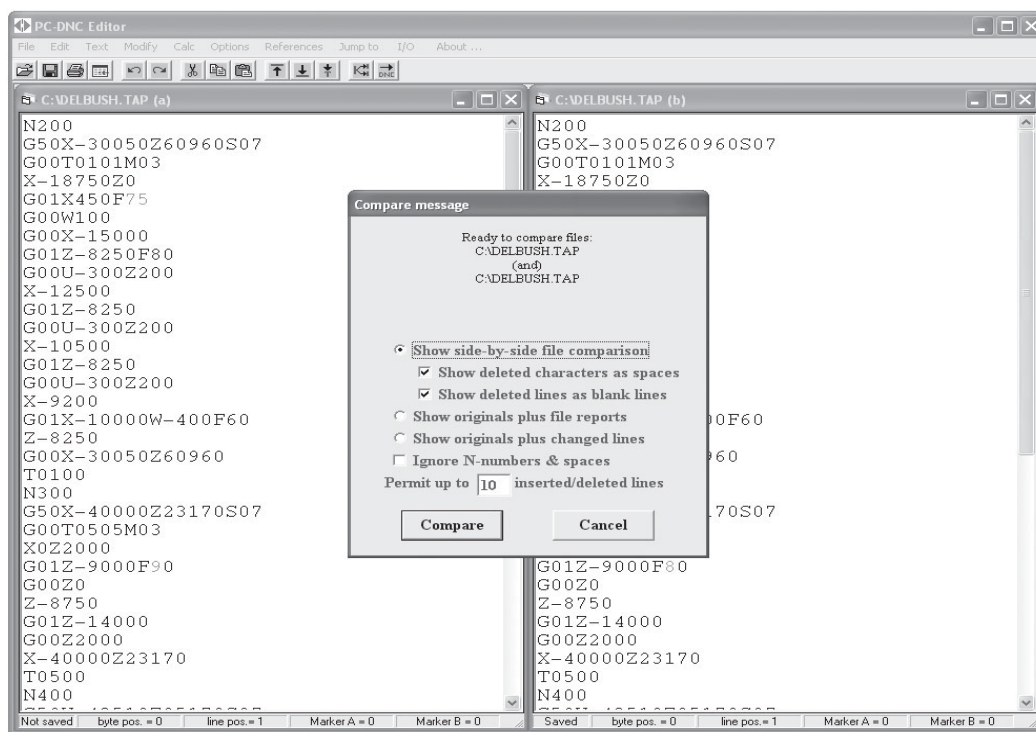 PC-DNC Editor
File Edit Text Modify Calc Options References Jump to I/O About ...
DNC
C:\DELBUSH.TAP (a)
N200
G50X-30050Z60960S07
G00T0101M03
X-18750Z0
G01X450F75
G00W100
G00X-15000
G01Z-8250F80
G00U-300Z200
X-12500
G01Z-8250
G00U-300Z200
X-10500
G01Z-8250
G00U-300Z200
X-9200
G01X-10000W-400F60
Z-8250
G00X-30050Z60960
T0100
N300
G50X-40000Z23170S07
G00T0505M03
X0Z2000
G01Z-9000F90
G00Z0
Z-8750
G01Z-14000
G00Z2000
X-40000Z23170
T0500
N400
Not saved byte pos. = 0 line pos.= 1 Marker A = 0 Marker B = 0
C:\DELBUSH.TAP (b)
N200
G50X-30050Z60960S07
G00T0101M03
X-18750Z0
0F60
60
70S07
G01Z-9000F80
G00Z0
Z-8750
G01Z-14000
G00Z2000
X-40000Z23170
T0500
N400
Saved byte pos. = 0 line pos.= 1 Marker A = 0 Marker B = 0
Compare message
Ready to compare files:
C:\DELBUSH.TAP
(and)
C:\DELBUSH.TAP
Show side-by-side file comparison
Show deleted characters as spaces
Show deleted lines as blank lines
Show originals plus file reports
Show originals plus changed lines
Ignore N-numbers & spaces
Permit up to 10 inserted/deleted lines
Compare Cancel